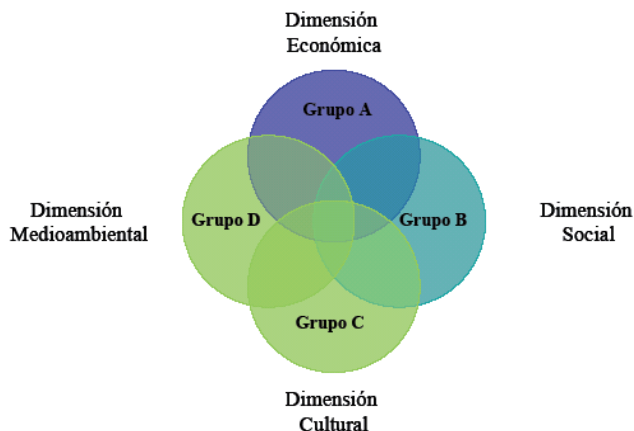 Dimensión
Económica
Grupo A
Dimensión
Medioambiental
Grupo D
Grupo B
Dimensión
Social
Grupo C
Dimensión
Cultural